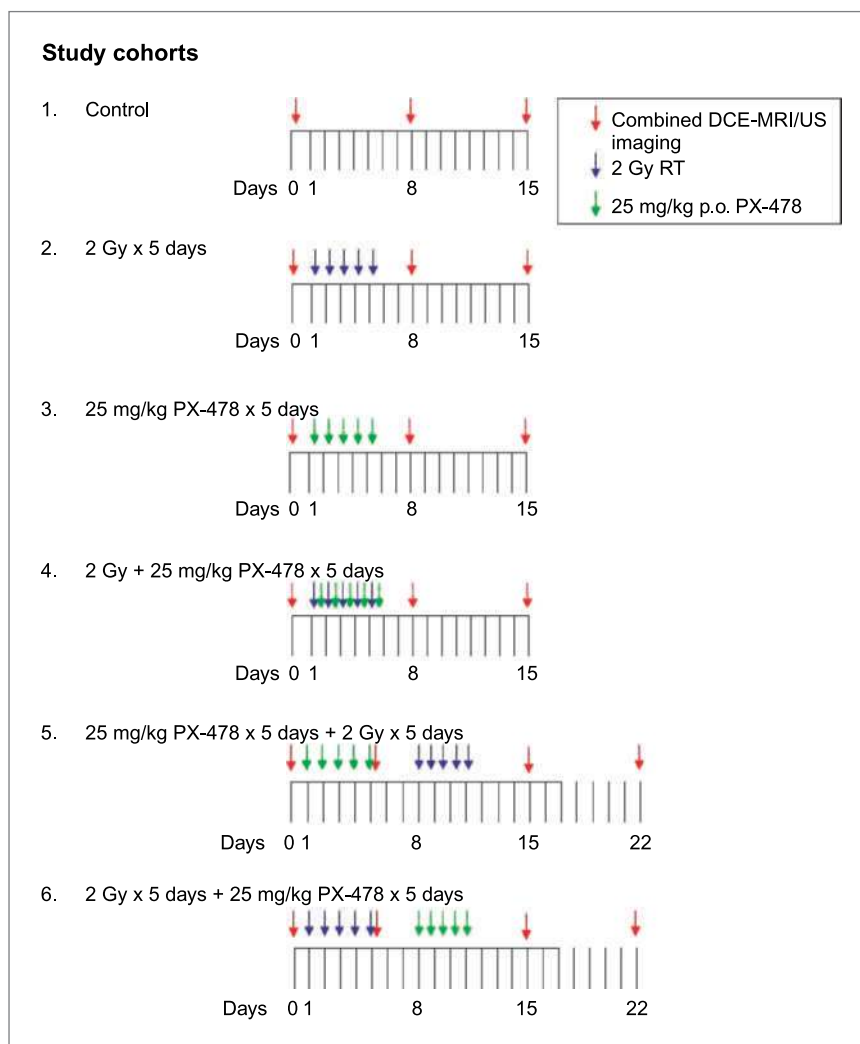 Study cohorts
1. Control
Combined DCE-MRI/US
imaging
2 Gy RT
25 mg/kg p.o. PX-478
Days 0 1 8 15
2. 2 Gy x 5 days
Days 0 1 8 15
3. 25 mg/kg PX-478 x 5 days
Days 0 1 8 15
4. 2 Gy + 25 mg/kg PX-478 x 5 days
Days 0 1 8 15
5. 25 mg/kg PX-478 x 5 days + 2 Gy x 5 days
Days 0 1 8 15 22
6. 2 Gy x 5 days + 25 mg/kg PX-478 x 5 days
Days 0 1 8 15 22